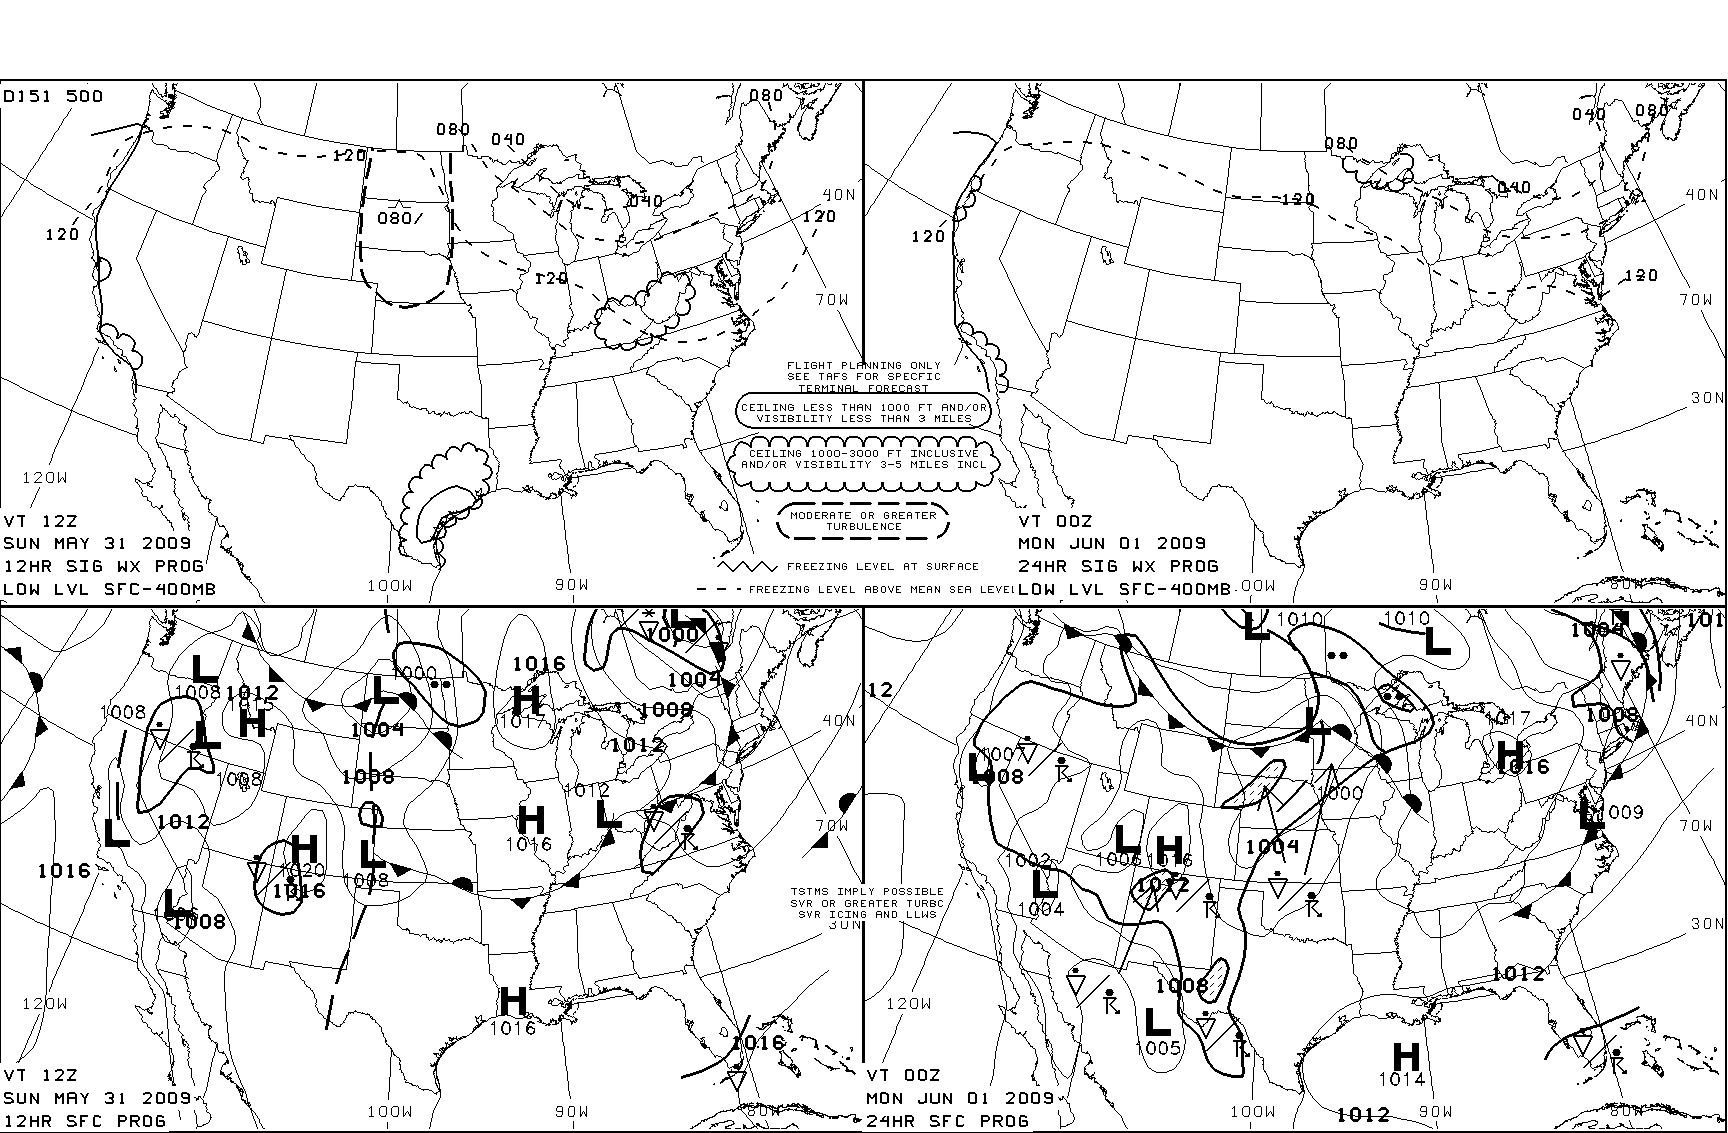 D151 500
080
080
040
120
040
080/
120
120
120
40N
70W
120W
100W
90W
VT 12Z
SUN MAY 31 2009
12HR SIG WX PROG
LOW LVL SFC-400MB
FLIGHT PLANNING ONLY
SEE TAFS FOR SPECFIC
TERMINAL FORECAST
CEILING LESS THAN 1000 FT AND/OR
VISIBILITY LESS THAN 3 MILES
CEILING 1000-3000 FT INCLUSIVE
AND/OR VISIBILITY 3-5 MILES INCL
MODERATE OR GREATER
TURBULENCE
FREEZING LEVEL AT SURFACE
FREEZING LEVEL ABOVE MEAN SEA LEVEL
040
080
080
040
120
120
120
40N
70W
30N
00W
90W
80W
VT 00Z
MON JUN 01 2009
24HR SIG WX PROG
LOW LVL SFC-400MB
1000
L
1016
1000
L
1008
1012
L
H
1017
1004
1008
1008
H
1004
L
1012
40N
1008
1008
1012
L
1012
H
1016
L
70W
L
H
1020
1016
L
1008
1016
L
1008
TSTMS IMPLY POSSIBLE
SVR OR GREATER TURBC
SVR ICING AND LLWS
30N
H
1016
1016
120W
100W
90W
80W
VT 12Z
SUN MAY 31 2009
12HR SFC PROG
L
1010
1010
L
1004
101
12
L
1017
1008
40N
1007
L
1008
H
1016
1000
L
1009
70W
L
1006
H
1016
1004
1002
L
1004
1012
30N
1012
1008
L
1005
H
1014
1012
120W
100W
90W
80W
VT 00Z
MON JUN 01 2009
24HR SFC PROG